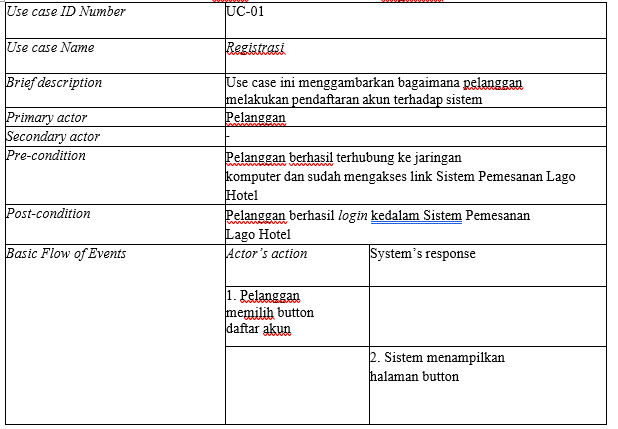 Use case ID Number
UC-01
Use case Name
Registrasi
Brief description
Use case ini menggambarkan bagaimana pelanggan
melakukan pendaftaran akun terhadap sistem
Primary actor
Pelanggan
Secondary actor
-
Pre-condition
Pelanggan berhasil terhubung ke jaringan
komputer dan sudah mengakses link Sistem Pemesanan Lago
Hotel
Post-condition
Pelanggan berhasil login kedalam Sistem Pemesanan
Lago Hotel
Basic Flow of Events
Actor's action
System's response
1. Pelanggan
memilih button
daftar akun
2. Sistem menampilkan
halaman button